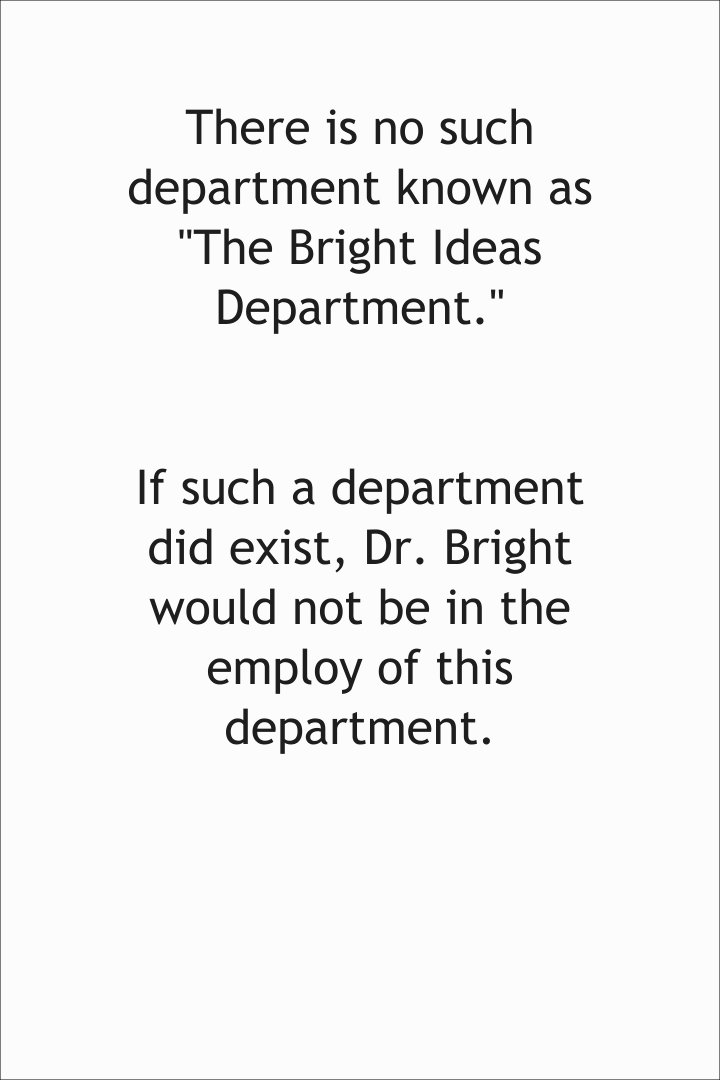 There is no such
department known as
"The Bright Ideas
Department."
If such a department
did exist, Dr. Bright
would not be in the
employ of this
department.